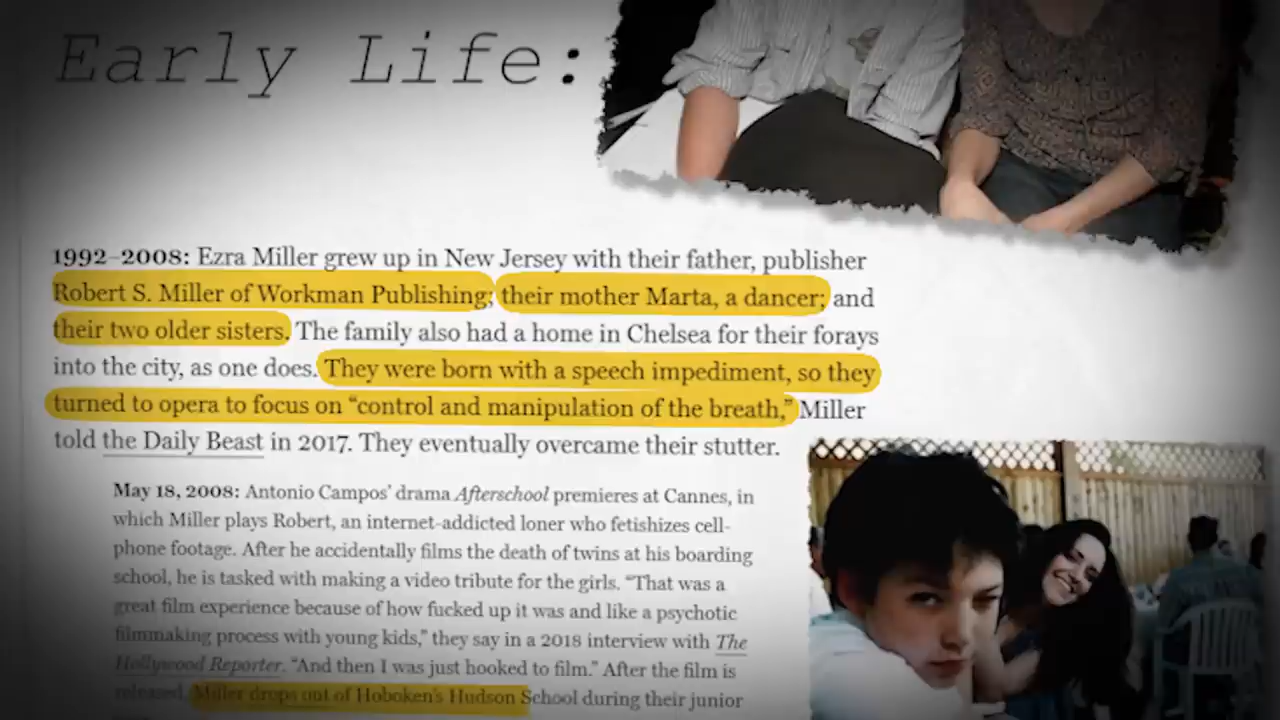 Early Life:
1992–2008: Ezra Miller grew up in New Jersey with their father, publisher
Robert S. Miller of Workman Publishing; their mother Marta, a dancer; and
their two older sisters. The family also had a home in Chelsea for their forays
into the city, as one does. They were born with a speech impediment, so they
turned to opera to focus on “control and manipulation of the breath,” Miller
told the Daily Beast in 2017. They eventually overcame their stutter.
May 18, 2008: Antonio Campos’ drama Afterschool premieres at Cannes, in
which Miller plays Robert, an internet-addicted loner who fetishizes cell-
phone footage. After he accidentally films the death of twins at his boarding
school, he is tasked with making a video tribute for the girls. “That was a
great film experience because of how fucked up it was and like a psychotic
filmmaking process with young kids,” they say in a 2018 interview with The
Hollywood Reporter. “And then I was just hooked to film.” After the film is
released, Miller drops out of Hoboken’s Hudson School during their junior